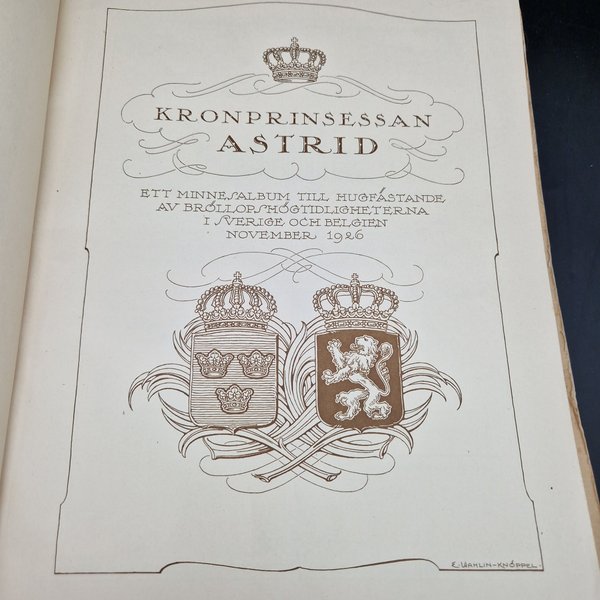 KRONPRINSESSAN
ASTRID
ETT MINNESALBUM TILL HUGFÄSTANDE
AV BRÖLLOPSHÖGTIDLIGHETERNA
I SVERIGE OCH BELGIEN
NOVEMBER 1926
E. WAHLIN-KNÖPPEL.